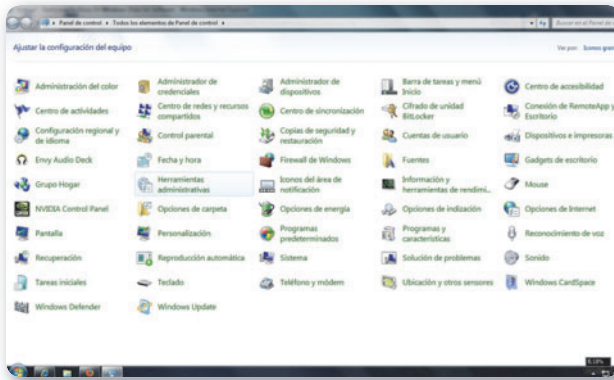 Panel de control ▸ Todos los elementos de Panel de control ▸
Buscar en el Panel de
Ajustar la configuración del equipo
Ver por: Iconos gran
Administración del color
Administrador de
credenciales
Administrador de
dispositivos
Barra de tareas y menú
Inicio
Centro de accesibilidad
Centro de actividades
Centro de redes y recursos
compartidos
Centro de sincronización
Cifrado de unidad
BitLocker
Conexión de RemoteApp
Escritorio
Configuración regional y
de idioma
Control parental
Copias de seguridad y
restauración
Cuentas de usuario
Dispositivos e impresoras
Envy Audio Deck
Fecha y hora
Firewall de Windows
Fuentes
Gadgets de escritorio
Grupo Hogar
Herramientas
administrativas
Iconos del área de
notificación
Información y
herramientas de rendimi...
Mouse
NVIDIA Control Panel
Opciones de carpeta
Opciones de energía
Opciones de indización
Opciones de Internet
Pantalla
Personalización
Programas
predeterminados
Programas y
características
Reconocimiento de voz
Recuperación
Reproducción automática
Sistema
Solución de problemas
Sonido
Tareas iniciales
Teclado
Teléfono y módem
Ubicación y otros sensores
Windows CardSpace
Windows Defender
Windows Update